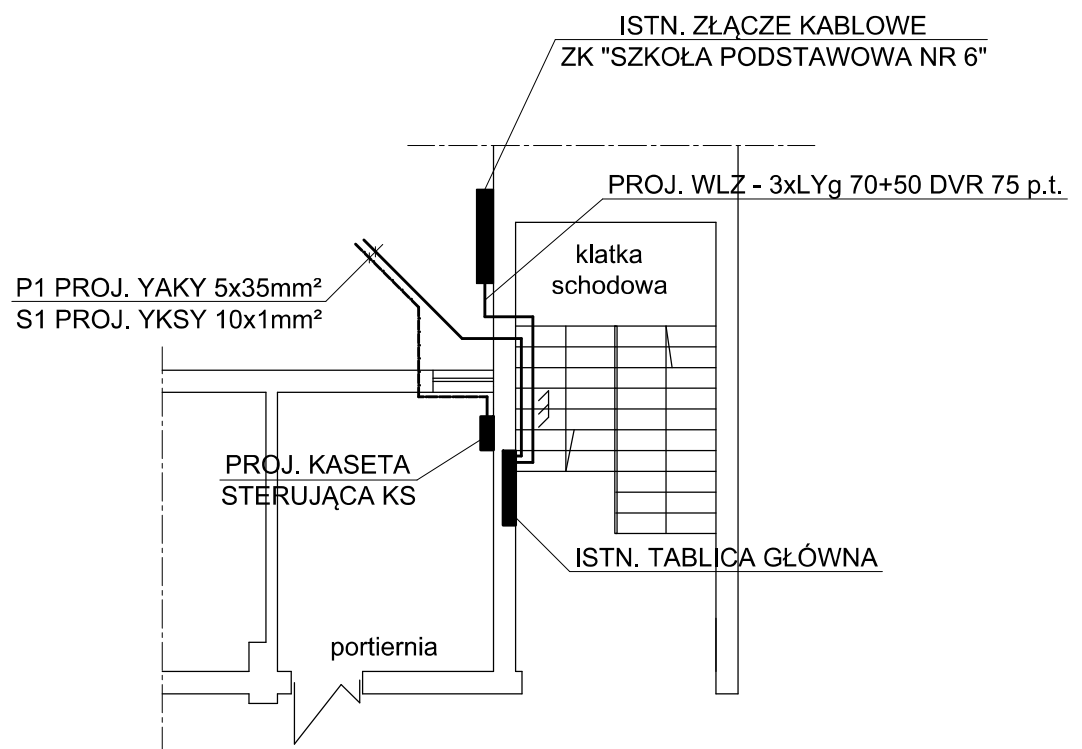 ISTN. ZŁĄCZE KABLOWE
ZK "SZKOŁA PODSTAWOWA NR 6"
PROJ. WLZ - 3xLYg 70+50 DVR 75 p.t.
klatka
schodowa
P1 PROJ. YAKY 5x35mm²
S1 PROJ. YKSY 10x1mm²
PROJ. KASETA
STERUJĄCA KS
ISTN. TABLICA GŁÓWNA
portiernia